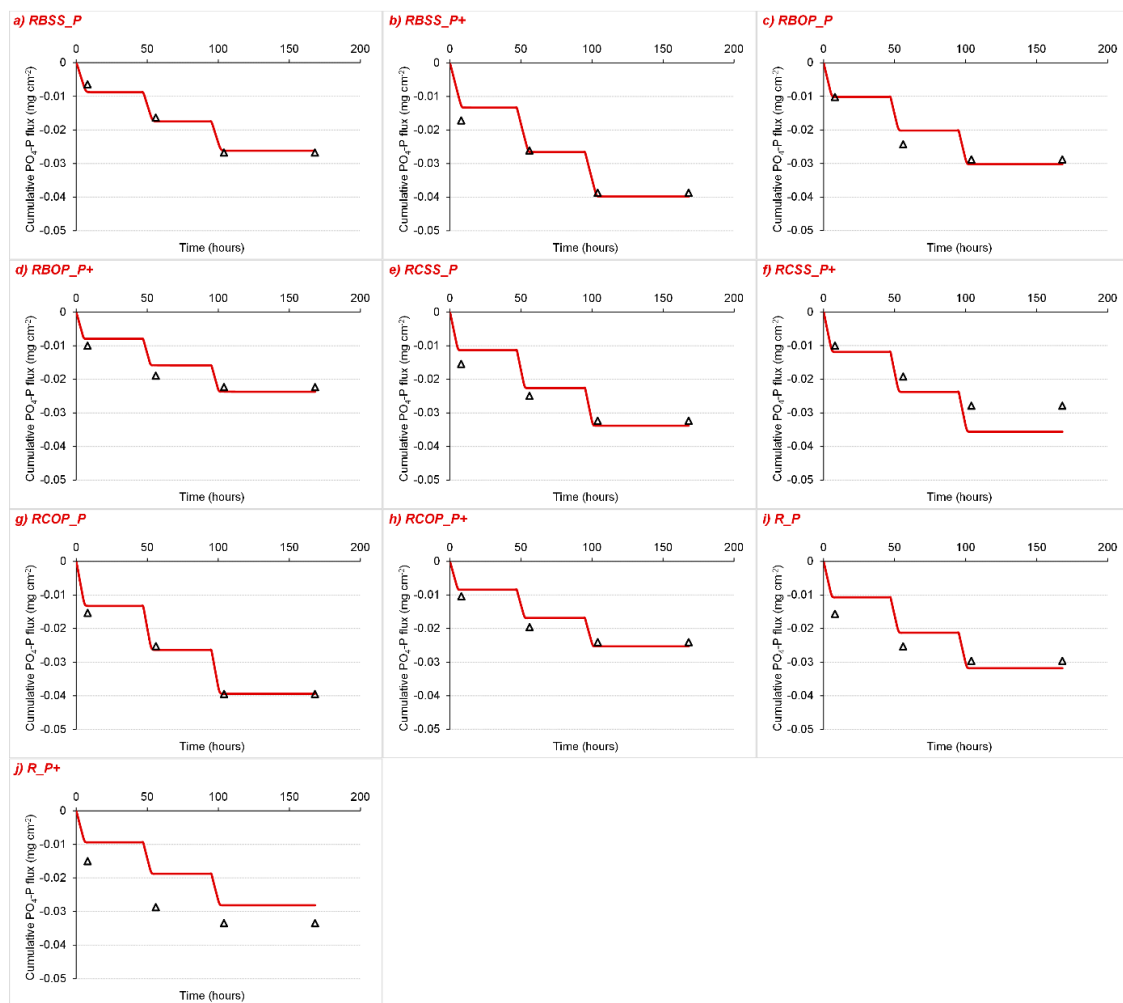 a) RBSS_P
0 50 100 150 200
0
-0.01
-0.02
-0.03
-0.04
-0.05
Cumulative PO₄-P flux (mg cm⁻²)
Time (hours)
b) RBSS_P+
0 50 100 150 200
0
-0.01
-0.02
-0.03
-0.04
-0.05
Cumulative PO₄-P flux (mg cm⁻²)
Time (hours)
c) RBOP_P
0 50 100 150 200
0
-0.01
-0.02
-0.03
-0.04
-0.05
Cumulative PO₄-P flux (mg cm⁻²)
Time (hours)
d) RBOP_P+
0 50 100 150 200
0
-0.01
-0.02
-0.03
-0.04
-0.05
Cumulative PO₄-P flux (mg cm⁻²)
Time (hours)
e) RCSS_P
0 50 100 150 200
0
-0.01
-0.02
-0.03
-0.04
-0.05
Cumulative PO₄-P flux (mg cm⁻²)
Time (hours)
f) RCSS_P+
0 50 100 150 200
0
-0.01
-0.02
-0.03
-0.04
-0.05
Cumulative PO₄-P flux (mg cm⁻²)
Time (hours)
g) RCOP_P
0 50 100 150 200
0
-0.01
-0.02
-0.03
-0.04
-0.05
Cumulative PO₄-P flux (mg cm⁻²)
Time (hours)
h) RCOP_P+
0 50 100 150 200
0
-0.01
-0.02
-0.03
-0.04
-0.05
Cumulative PO₄-P flux (mg cm⁻²)
Time (hours)
i) R_P
0 50 100 150 200
0
-0.01
-0.02
-0.03
-0.04
-0.05
Cumulative PO₄-P flux (mg cm⁻²)
Time (hours)
j) R_P+
0 50 100 150 200
0
-0.01
-0.02
-0.03
-0.04
-0.05
Cumulative PO₄-P flux (mg cm⁻²)
Time (hours)